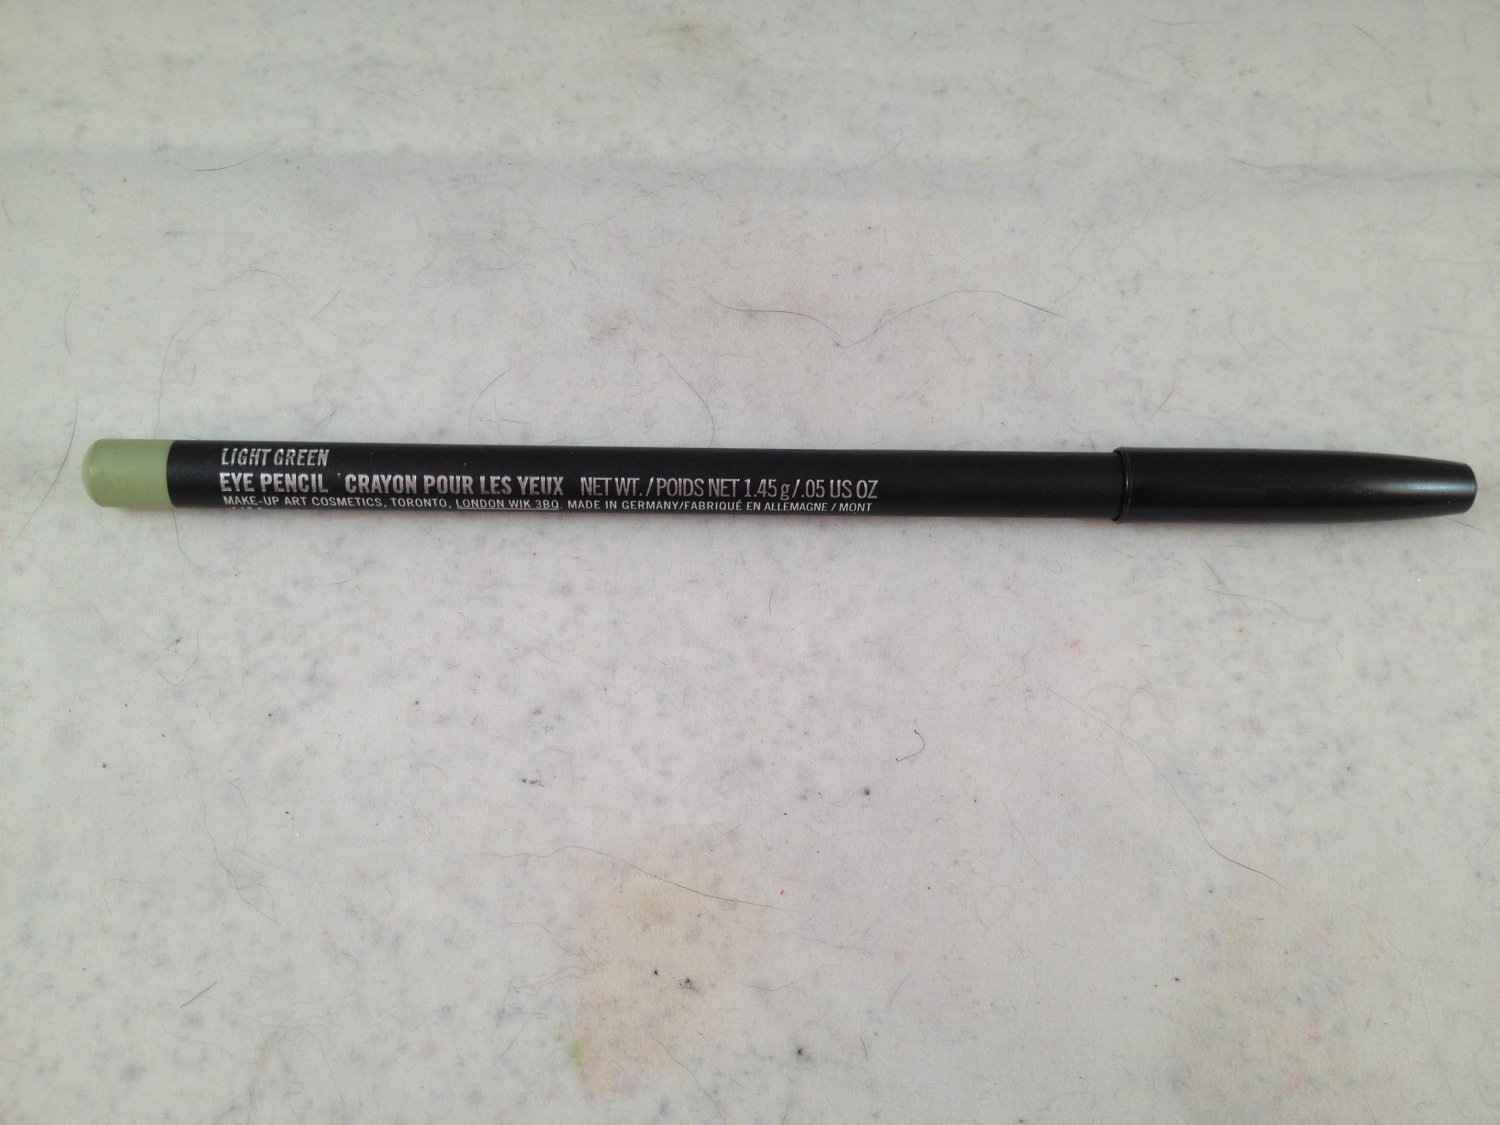 LIGHT GREEN
EYE PENCIL CRAYON POUR LES YEUX NET WT. / POIDS NET 1.45 g / .05 US OZ
MAKE-UP ART COSMETICS, TORONTO, LONDON W1K 3BQ. MADE IN GERMANY/FABRIQUÉ EN ALLEMAGNE / MONT